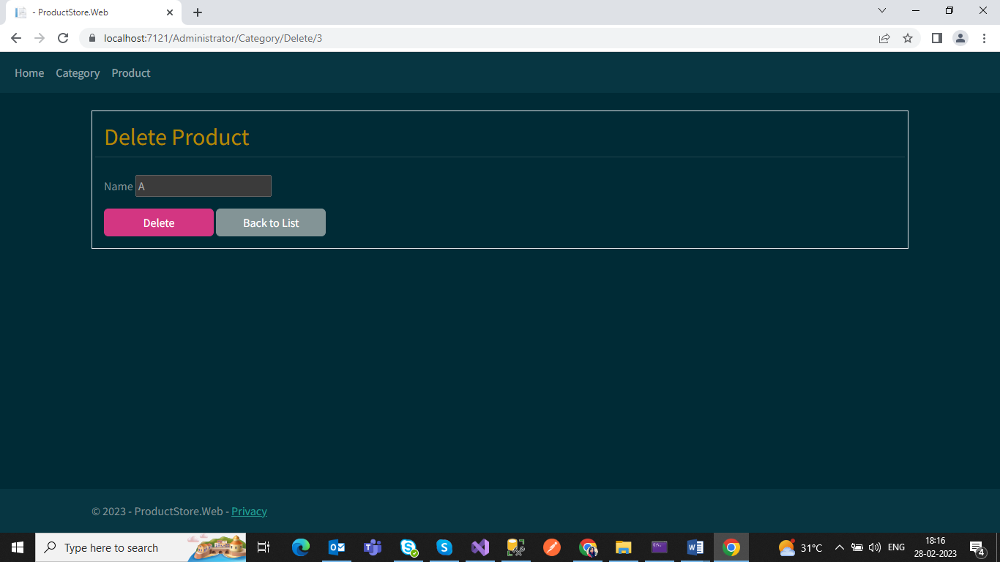 - ProductStore.Web
localhost:7121/Administrator/Category/Delete/3
Home Category Product
Delete Product
Name A
Delete Back to List
© 2023 - ProductStore.Web - Privacy
Type here to search
31°C
ENG
18:16
28-02-2023
4